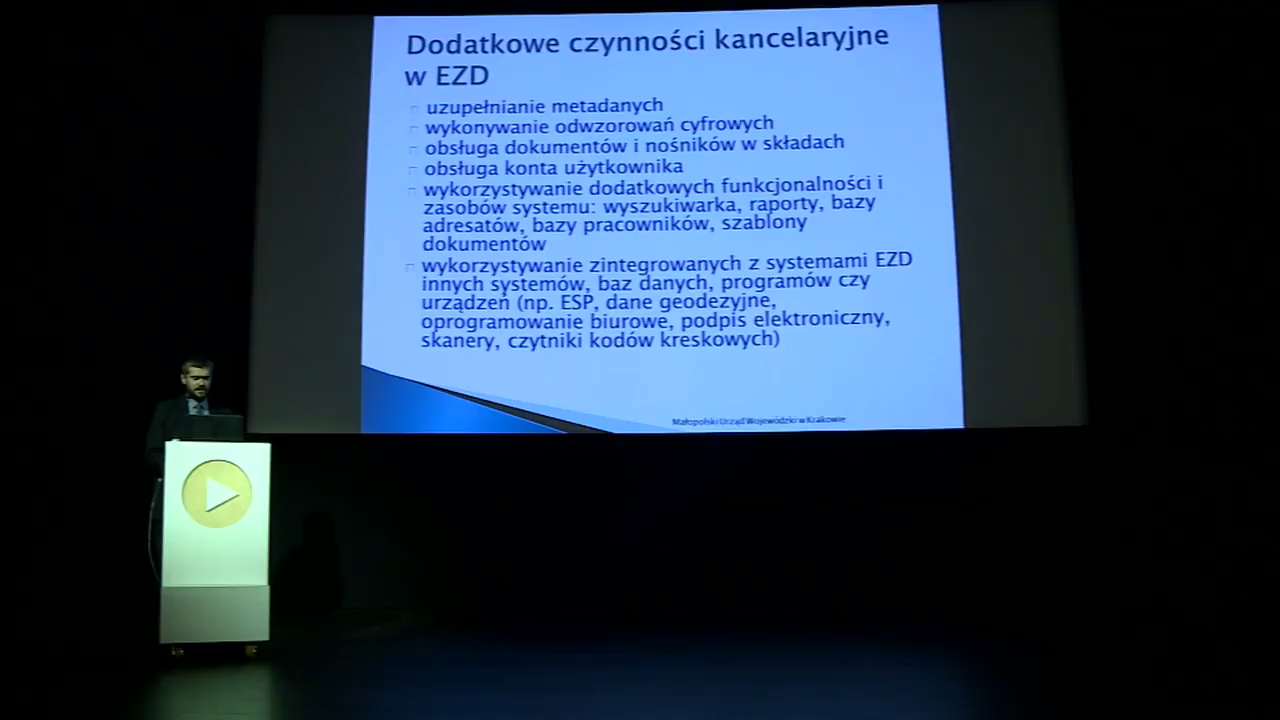 Dodatkowe czynności kancelaryjne
w EZD
uzupełnianie metadanych
wykonywanie odwzorowań cyfrowych
obsługa dokumentów i nośników w składach
obsługa konta użytkownika
wykorzystywanie dodatkowych funkcjonalności i
zasobów systemu: wyszukiwarka, raporty, bazy
adresatów, bazy pracowników, szablony
dokumentów
wykorzystywanie zintegrowanych z systemami EZD
innych systemów, baz danych, programów czy
urządzeń (np. ESP, dane geodezyjne,
oprogramowanie biurowe, podpis elektroniczny,
skanery, czytniki kodów kreskowych)
Małopolski Urząd Wojewódzki w Krakowie